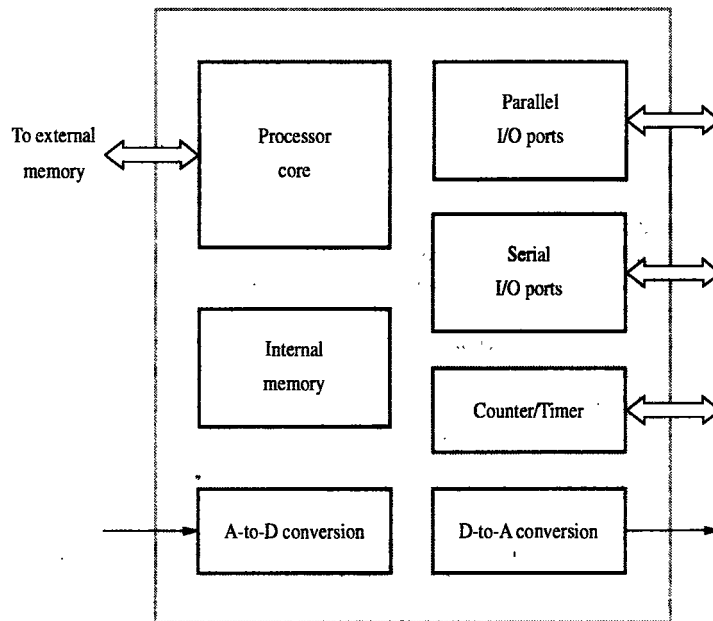 To external
memory
Processor
core
Parallel
I/O ports
Serial
I/O ports
Internal
memory
Counter/Timer
A-to-D conversion
D-to-A conversion